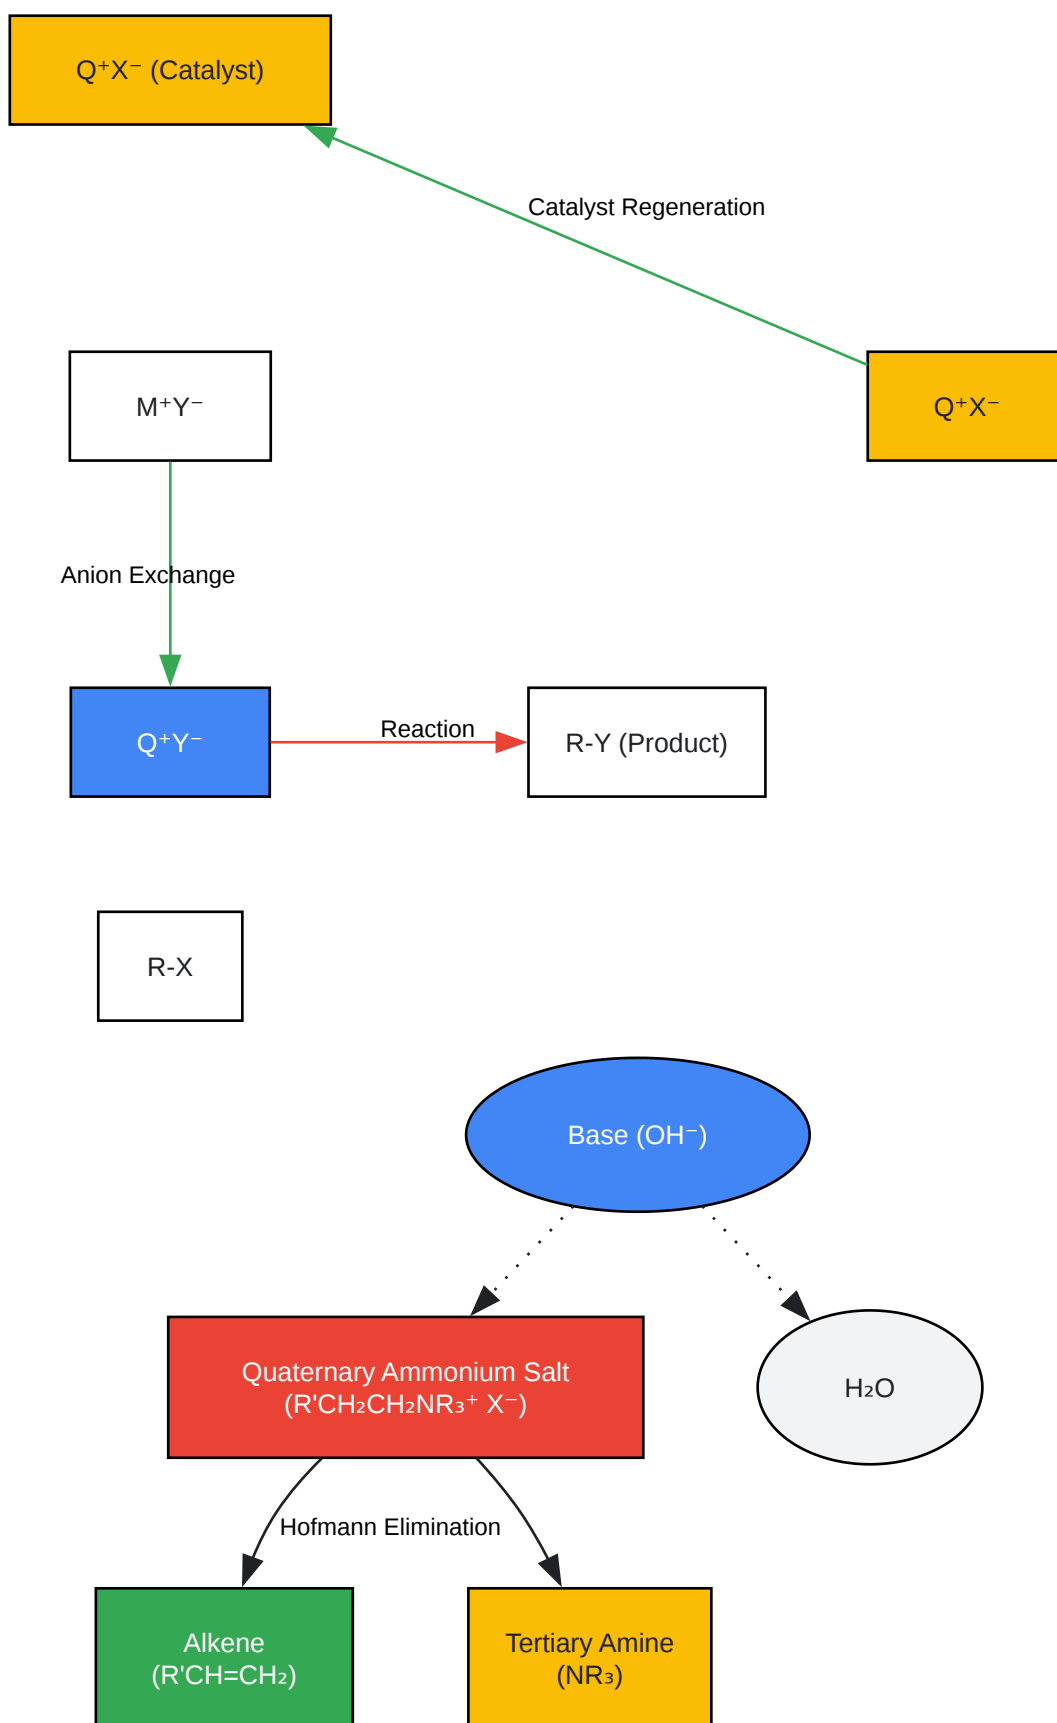 Q⁺X⁻ (Catalyst)
Catalyst Regeneration
M⁺Y⁻
Q⁺X⁻
Anion Exchange
Q⁺Y⁻
Reaction
R-Y (Product)
R-X
Base (OH⁻)
Quaternary Ammonium Salt
(R'CH₂CH₂NR₃⁺ X⁻)
H₂O
Hofmann Elimination
Alkene
(R'CH=CH₂)
Tertiary Amine
(NR₃)